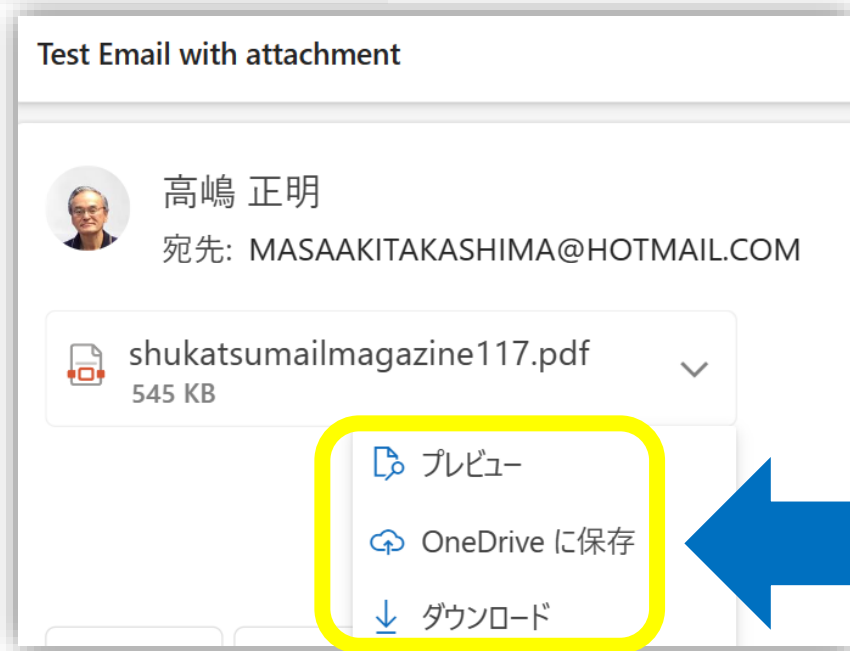 Test Email with attachment
高嶋 正明
宛先: MASAAKITAKASHIMA@HOTMAIL.COM
shukatsumailmagazine117.pdf
545 KB
プレビュー
OneDrive に保存
ダウンロード